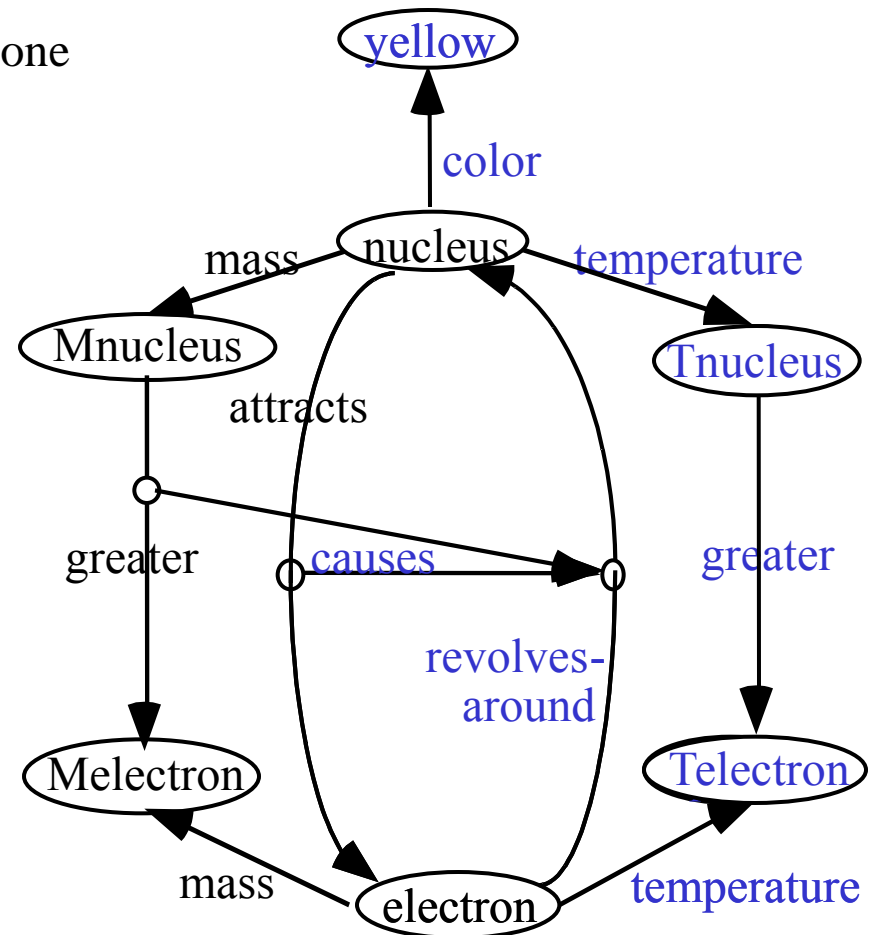 one
yellow
color
nucleus
mass
temperature
Mnucleus
Tnucleus
attracts
greater
causes
greater
revolves-
around
Melectron
Telectron
mass
electron
temperature